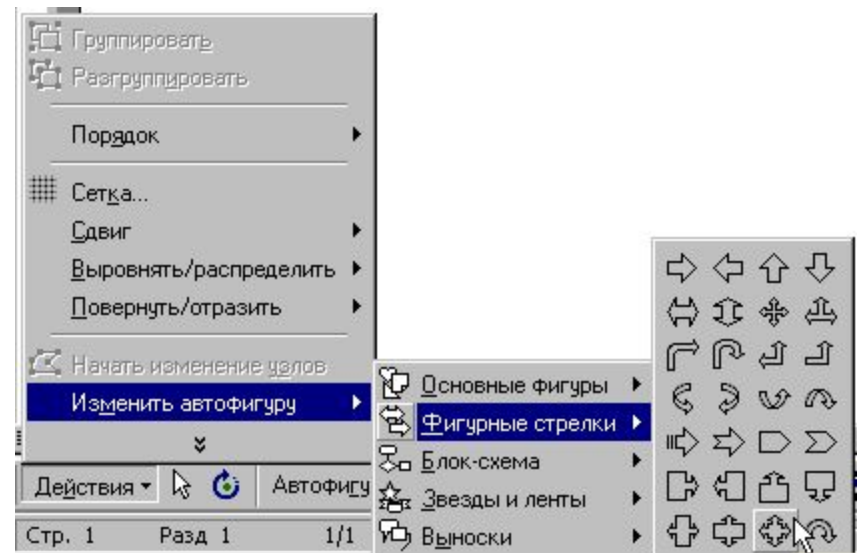 Группировать
Разгруппировать
Порядок
Сетка...
Сдвиг
Выровнять/распределить
Повернуть/отразить
Начать изменение узлов
Изменить автофигуру
Основные фигуры
Фигурные стрелки
Блок-схема
Звезды и ленты
Выноски
Действия
Автофигу
Стр. 1 Разд 1 1/1